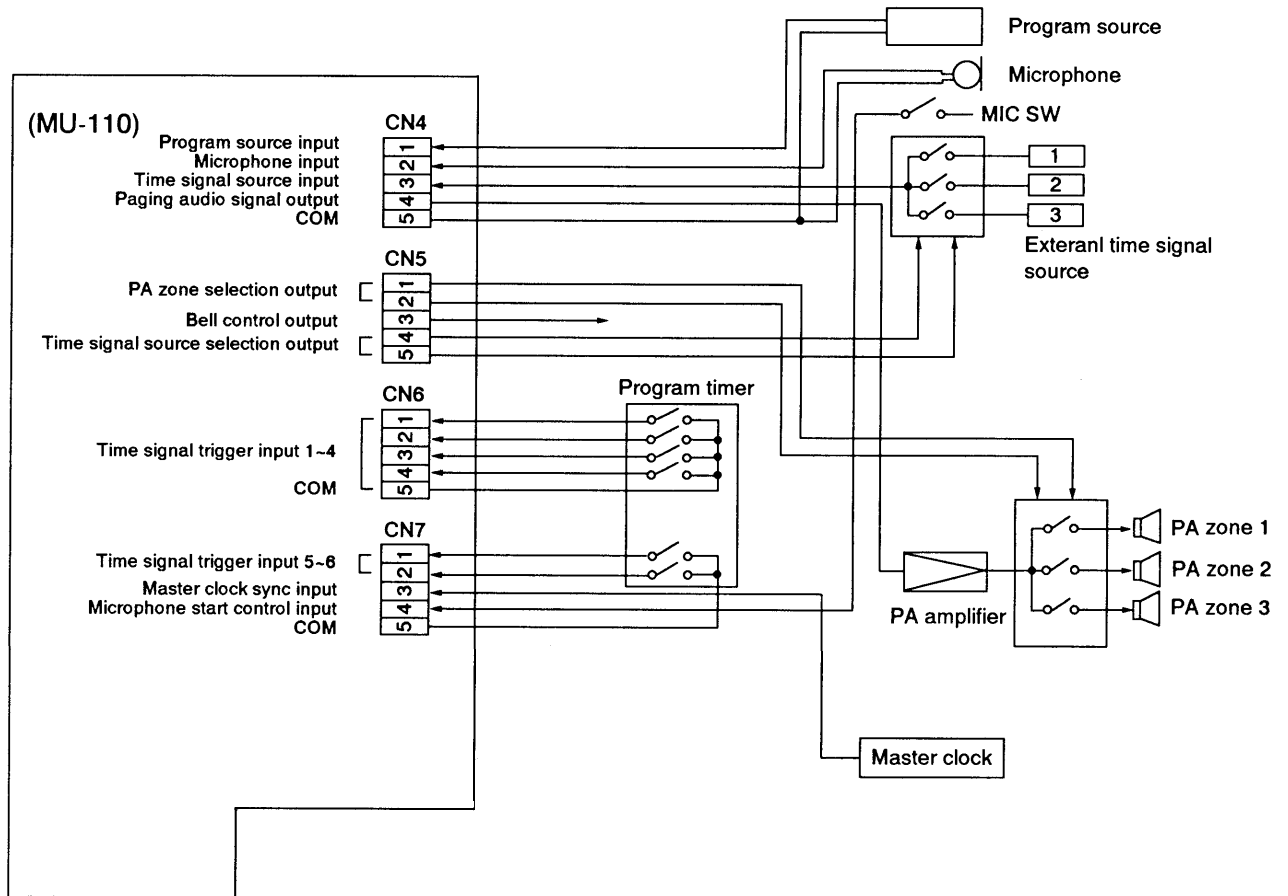 Program source
Microphone
MIC SW
(MU-110)
CN4
Program source input 1
Microphone input 2
Time signal source input 3
Paging audio signal output 4
COM 5
1
2
3
Exteranl time signal
source
CN5
PA zone selection output 1
2
Bell control output 3
Time signal source selection output 4
5
Program timer
CN6
Time signal trigger input 1~4 1
2
3
4
COM 5
CN7
Time signal trigger input 5~6 1
2
Master clock sync input 3
Microphone start control input 4
COM 5
PA amplifier
PA zone 1
PA zone 2
PA zone 3
Master clock